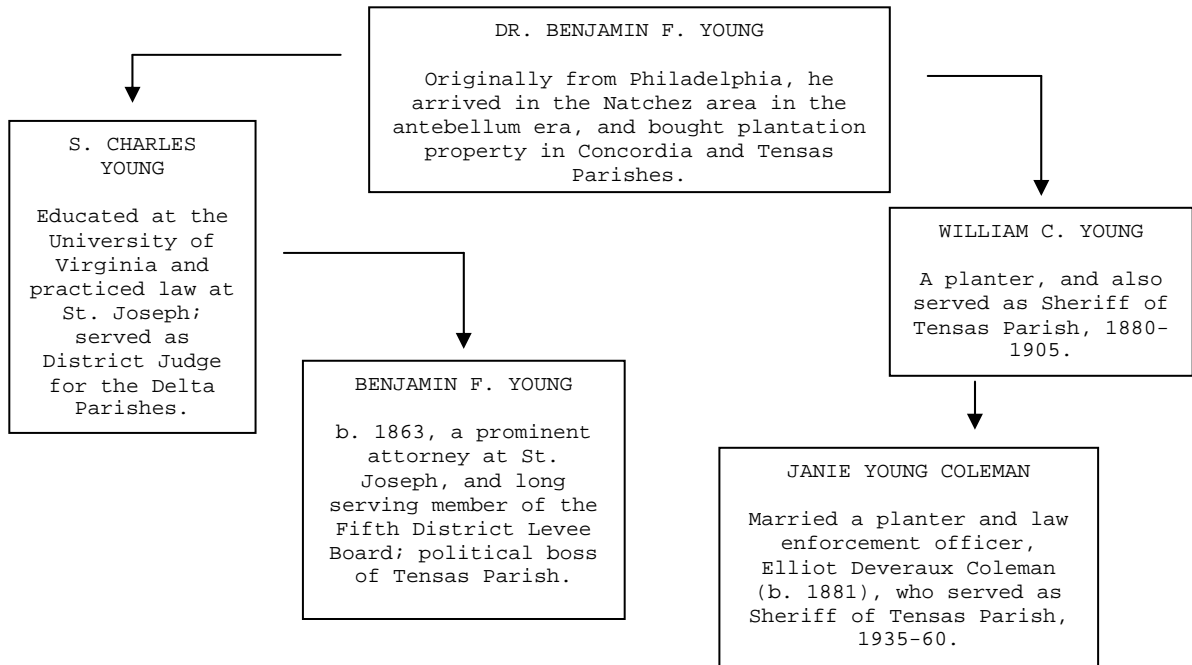 DR. BENJAMIN F. YOUNG
Originally from Philadelphia, he
arrived in the Natchez area in the
antebellum era, and bought plantation
property in Concordia and Tensas
Parishes.
S. CHARLES
YOUNG
Educated at the
University of
Virginia and
practiced law at
St. Joseph;
served as
District Judge
for the Delta
Parishes.
WILLIAM C. YOUNG
A planter, and also
served as Sheriff of
Tensas Parish, 1880-
1905.
BENJAMIN F. YOUNG
b. 1863, a prominent
attorney at St.
Joseph, and long
serving member of the
Fifth District Levee
Board; political boss
of Tensas Parish.
JANIE YOUNG COLEMAN
Married a planter and law
enforcement officer,
Elliot Deveraux Coleman
(b. 1881), who served as
Sheriff of Tensas Parish,
1935-60.